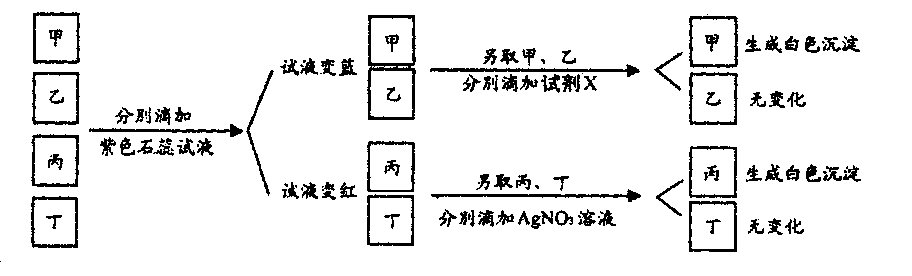 甲
乙
丙
丁
分别滴加
紫色石蕊试液
试液变蓝
试液变红
甲
乙
丙
丁
另取甲、乙
分别滴加试剂X
另取丙、丁
分别滴加AgNO₃溶液
甲 生成白色沉淀
乙 无变化
丙 生成白色沉淀
丁 无变化